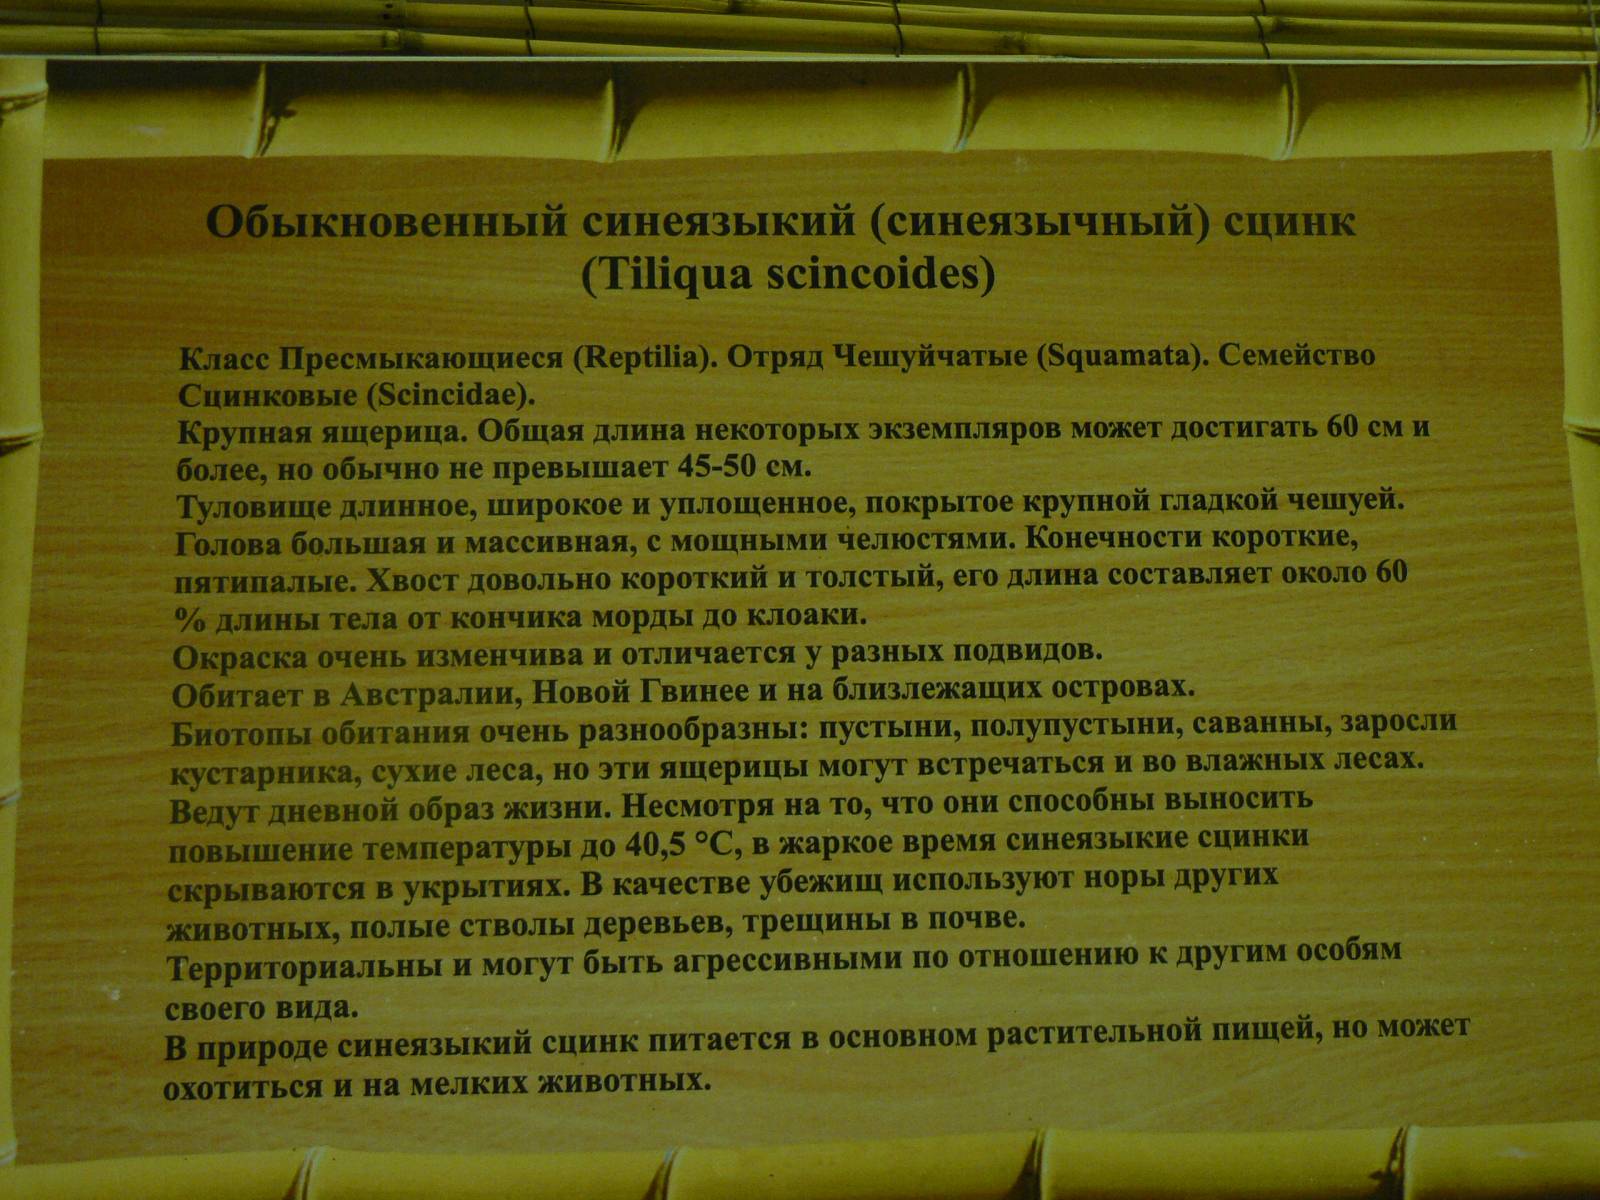 Обыкновенный синеязыкий (синеязычный) сцинк
(Tiliqua scincoides)
Класс Пресмыкающиеся (Reptilia). Отряд Чешуйчатые (Squamata). Семейство
Сцинковые (Scincidae).
Крупная ящерица. Общая длина некоторых экземпляров может достигать 60 см и
более, но обычно не превышает 45-50 см.
Туловище длинное, широкое и уплощенное, покрытое крупной гладкой чешуей.
Голова большая и массивная, с мощными челюстями. Конечности короткие,
пятипалые. Хвост довольно короткий и толстый, его длина составляет около 60
% длины тела от кончика морды до клоаки.
Окраска очень изменчива и отличается у разных подвидов.
Обитает в Австралии, Новой Гвинее и на близлежащих островах.
Биотопы обитания очень разнообразны: пустыни, полупустыни, саванны, заросли
кустарника, сухие леса, но эти ящерицы могут встречаться и во влажных лесах.
Ведут дневной образ жизни. Несмотря на то, что они способны выносить
повышение температуры до 40,5 °С, в жаркое время синеязыкие сцинки
скрываются в укрытиях. В качестве убежищ используют норы других
животных, полые стволы деревьев, трещины в почве.
Территориальны и могут быть агрессивными по отношению к другим особям
своего вида.
В природе синеязыкий сцинк питается в основном растительной пищей, но может
охотиться и на мелких животных.